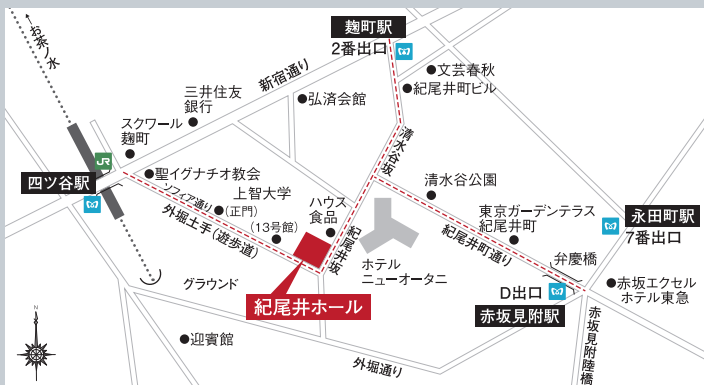 ←お茶ノ水
麹町駅
2番出口
新宿通り
文芸春秋
紀尾井町ビル
三井住友
銀行
弘済会館
スクワール
麹町
JR
四ツ谷駅
聖イグナチオ教会
ソフィア通り
上智大学
(正門)
外堀土手(遊歩道)
(13号館)
ハウス
食品
清水谷坂
紀尾井坂
清水谷公園
東京ガーデンテラス
紀尾井町
紀尾井町通り
永田町駅
7番出口
弁慶橋
ホテル
ニューオータニ
グラウンド
紀尾井ホール
D出口
赤坂見附駅
赤坂エクセル
ホテル東急
赤坂見附陸橋
迎賓館
外堀通り
N